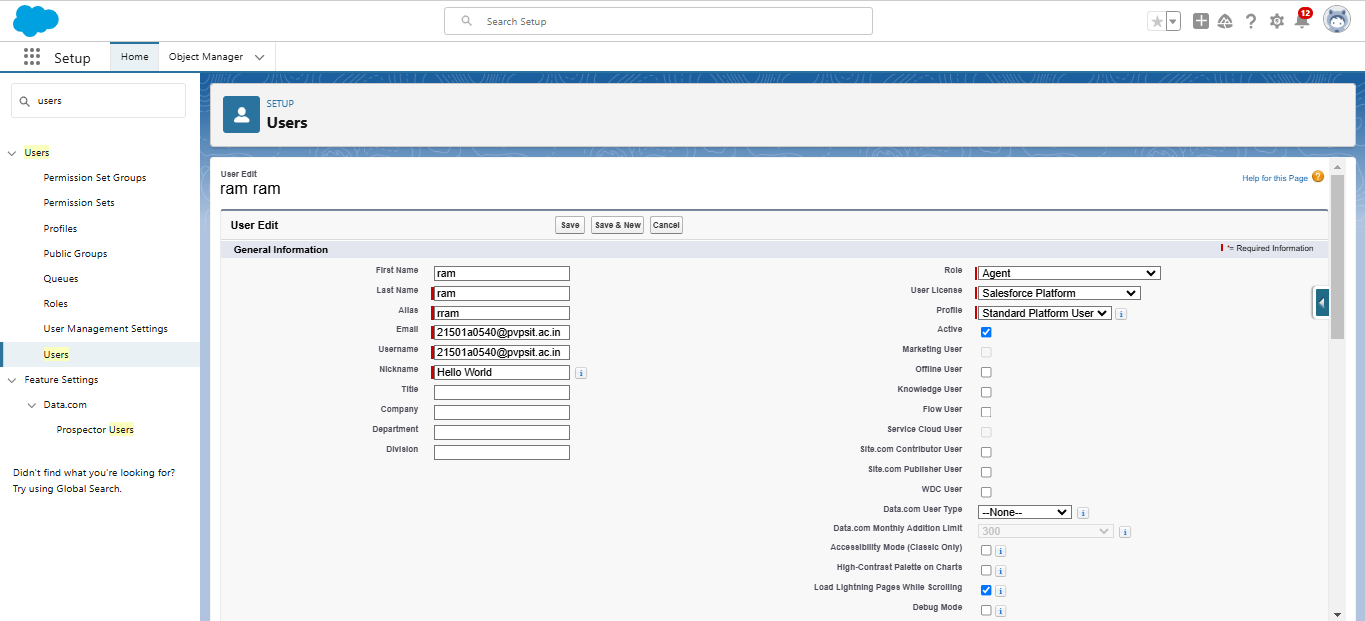 Search Setup
12
Setup
Home
Object Manager
users
Users
Permission Set Groups
Permission Sets
Profiles
Public Groups
Queues
Roles
User Management Settings
Users
Feature Settings
Data.com
Prospector Users
Didn't find what you're looking for?
Try using Global Search.
SETUP
Users
User Edit
ram ram
Help for this Page ?
User Edit
Save
Save & New
Cancel
General Information
*= Required Information
First Name ram
Last Name ram
Alias rram
Email 21501a0540@pvpsit.ac.in
Username 21501a0540@pvpsit.ac.in
Nickname Hello World i
Title
Company
Department
Division
Role Agent
User License Salesforce Platform
Profile Standard Platform User i
Active
Marketing User
Offline User
Knowledge User
Flow User
Service Cloud User
Site.com Contributor User
Site.com Publisher User
WDC User
Data.com User Type --None-- i
Data.com Monthly Addition Limit 300 i
Accessibility Mode (Classic Only) i
High-Contrast Palette on Charts i
Load Lightning Pages While Scrolling i
Debug Mode i